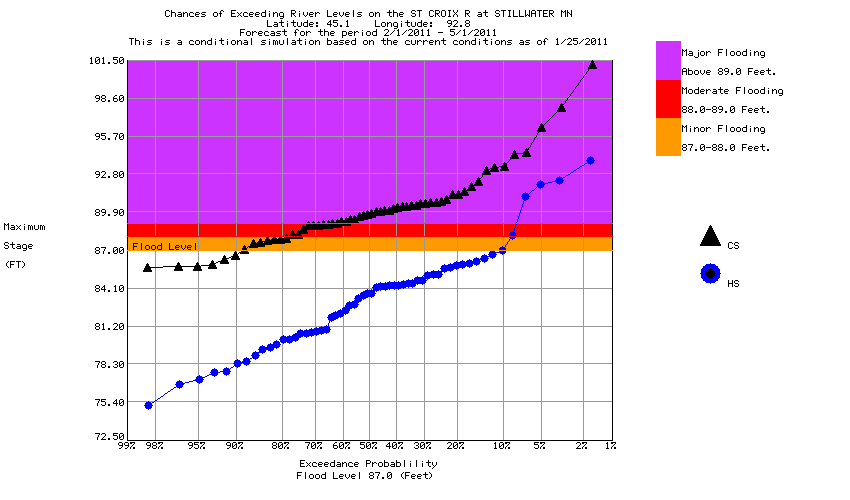 Chances of Exceeding River Levels on the ST CROIX R at STILLWATER MN
Latitude: 45.1 Longitude: 92.8
Forecast for the period 2/1/2011 - 5/1/2011
This is a conditional simulation based on the current conditions as of 1/25/2011
Major Flooding
Above 89.0 Feet.
Moderate Flooding
88.0-89.0 Feet.
Minor Flooding
87.0-88.0 Feet.
101.50
98.60
95.70
92.80
89.90
87.00
84.10
81.20
78.30
75.40
72.50
Maximum
Stage
(FT)
Flood Level
CS
HS
99% 98% 95% 90% 80% 70% 60% 50% 40% 30% 20% 10% 5% 2% 1%
Exceedance Probability
Flood Level 87.0 (Feet)